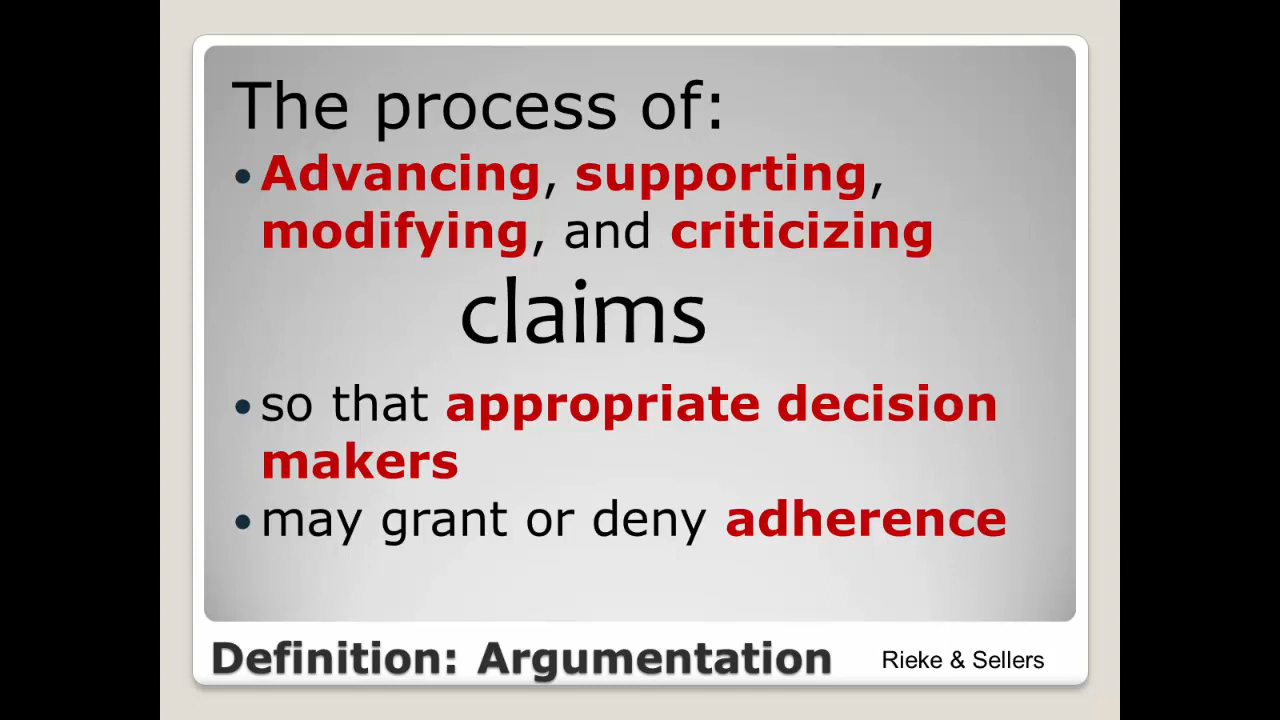 The process of:
• Advancing, supporting,
modifying, and criticizing
claims
• so that appropriate decision
makers
• may grant or deny adherence
Definition: Argumentation
Rieke & Sellers